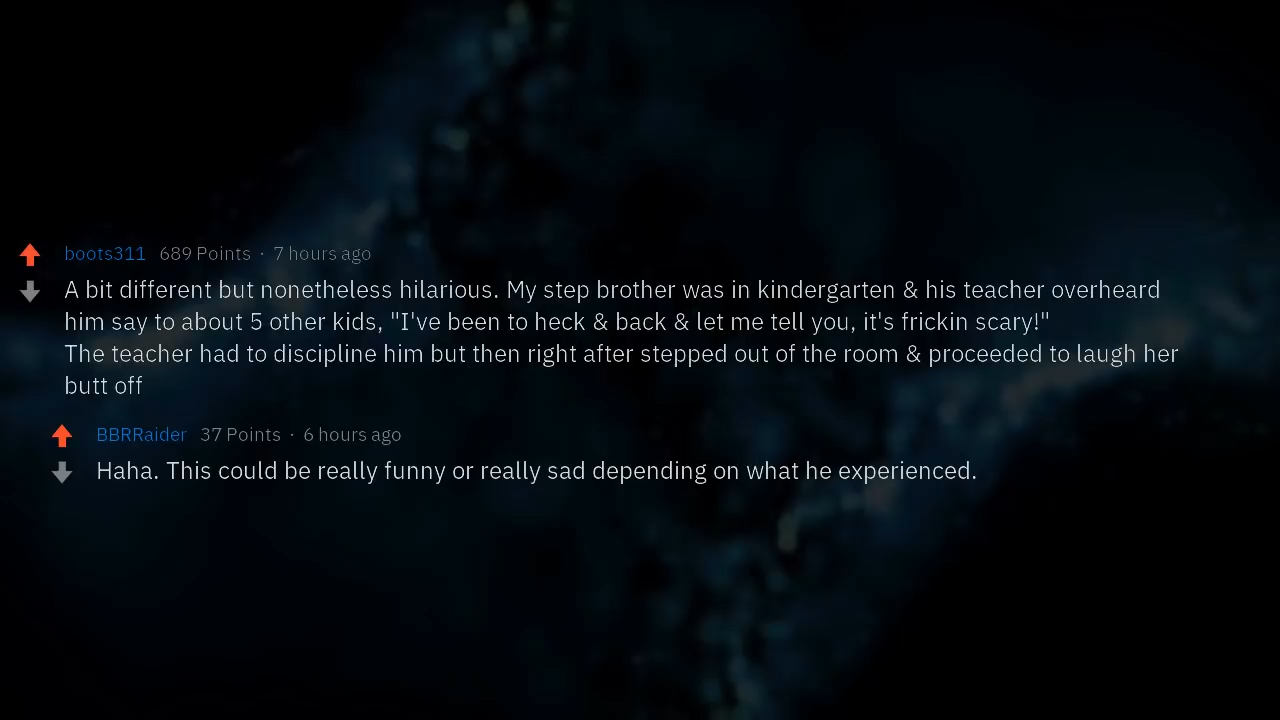 boots311 689 Points · 7 hours ago
A bit different but nonetheless hilarious. My step brother was in kindergarten & his teacher overheard
him say to about 5 other kids, "I've been to heck & back & let me tell you, it's frickin scary!"
The teacher had to discipline him but then right after stepped out of the room & proceeded to laugh her
butt off
BBRRaider 37 Points · 6 hours ago
Haha. This could be really funny or really sad depending on what he experienced.